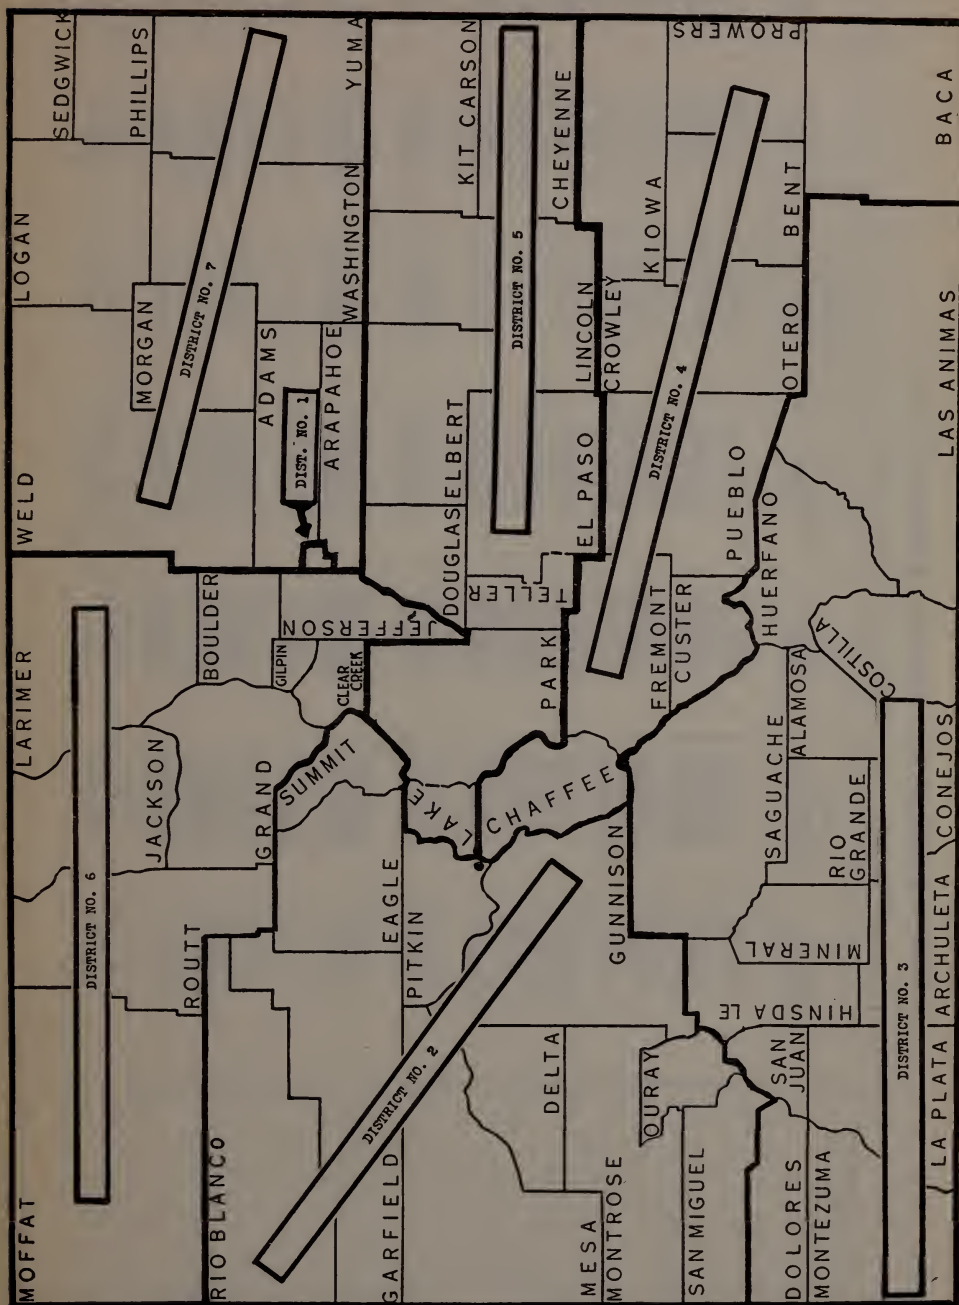 MOFFAT
LARIMER
WELD
LOGAN
SEDGWICK
PHILLIPS
JACKSON
ROUTT
BOULDER
GRAND
GILPIN
CLEAR
CREEK
JEFFERSON
DISTRICT NO. 6
MORGAN
ADAMS
DIST. NO. 1
ARAPAHOE
WASHINGTON
YUMA
DISTRICT NO. 7
RIO BLANCO
GARFIELD
EAGLE
SUMMIT
PITKIN
LAKE
CHAFFEE
GUNNISON
DELTA
MESA
MONTROSE
OURAY
SAN MIGUEL
DISTRICT NO. 2
PARK
DOUGLAS
ELBERT
TELLER
EL PASO
LINCOLN
KIT CARSON
CHEYENNE
DISTRICT NO. 5
FREMONT
CUSTER
PUEBLO
CROWLEY
KIOWA
OTERO
BENT
PROWERS
DISTRICT NO. 4
DOLORES
MONTEZUMA
SAN
JUAN
HINSDALE
MINERAL
SAGUACHE
RIO
GRANDE
ALAMOSA
HUERFANO
COSTILLA
LA PLATA
ARCHULETA
CONEJOS
LAS ANIMAS
BACA
DISTRICT NO. 3